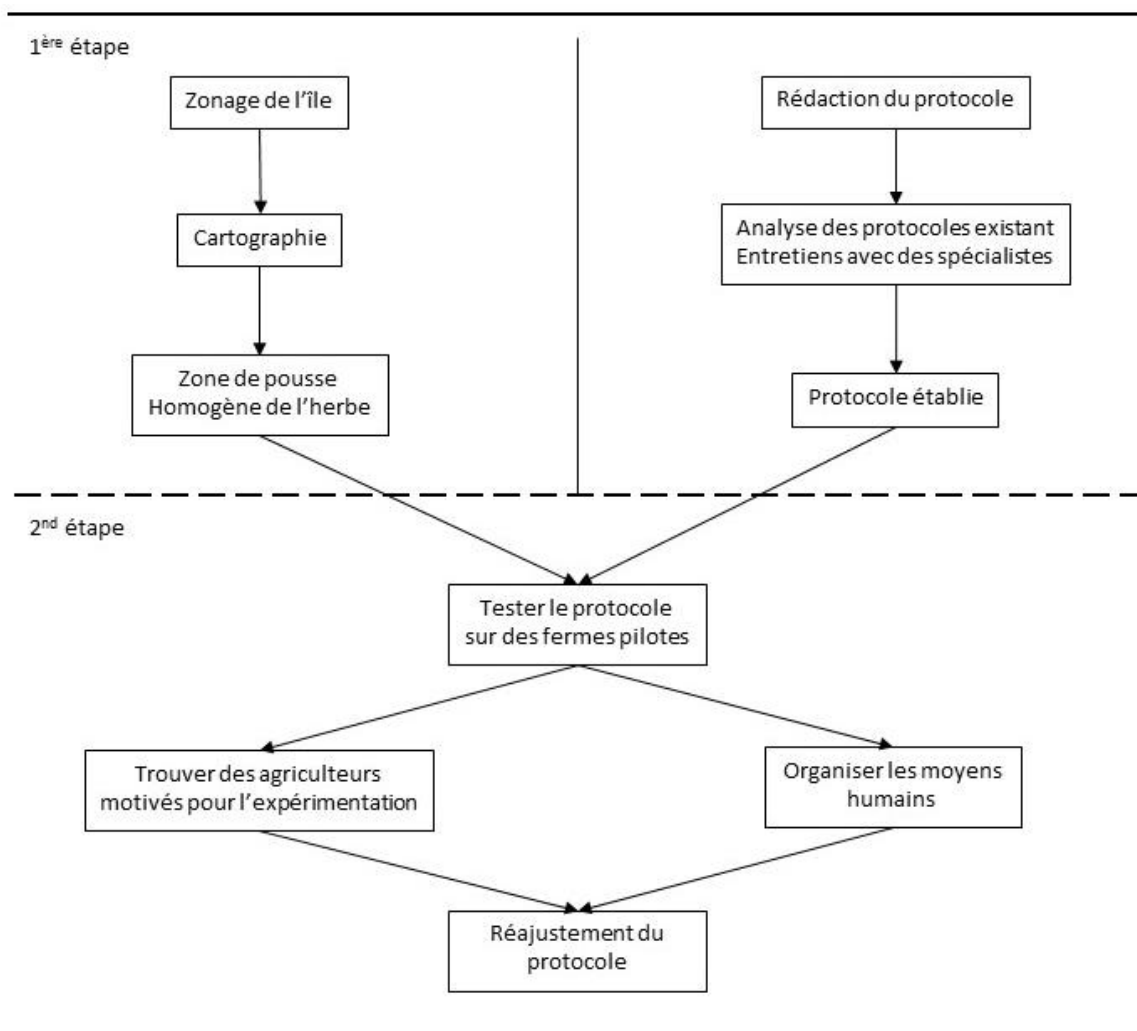 1ère étape
Zonage de l'île
Cartographie
Zone de pousse
Homogène de l'herbe
Rédaction du protocole
Analyse des protocoles existant
Entretiens avec des spécialistes
Protocole établie
2nd étape
Tester le protocole
sur des fermes pilotes
Trouver des agriculteurs
motivés pour l'expérimentation
Organiser les moyens
humains
Réajustement du
protocole